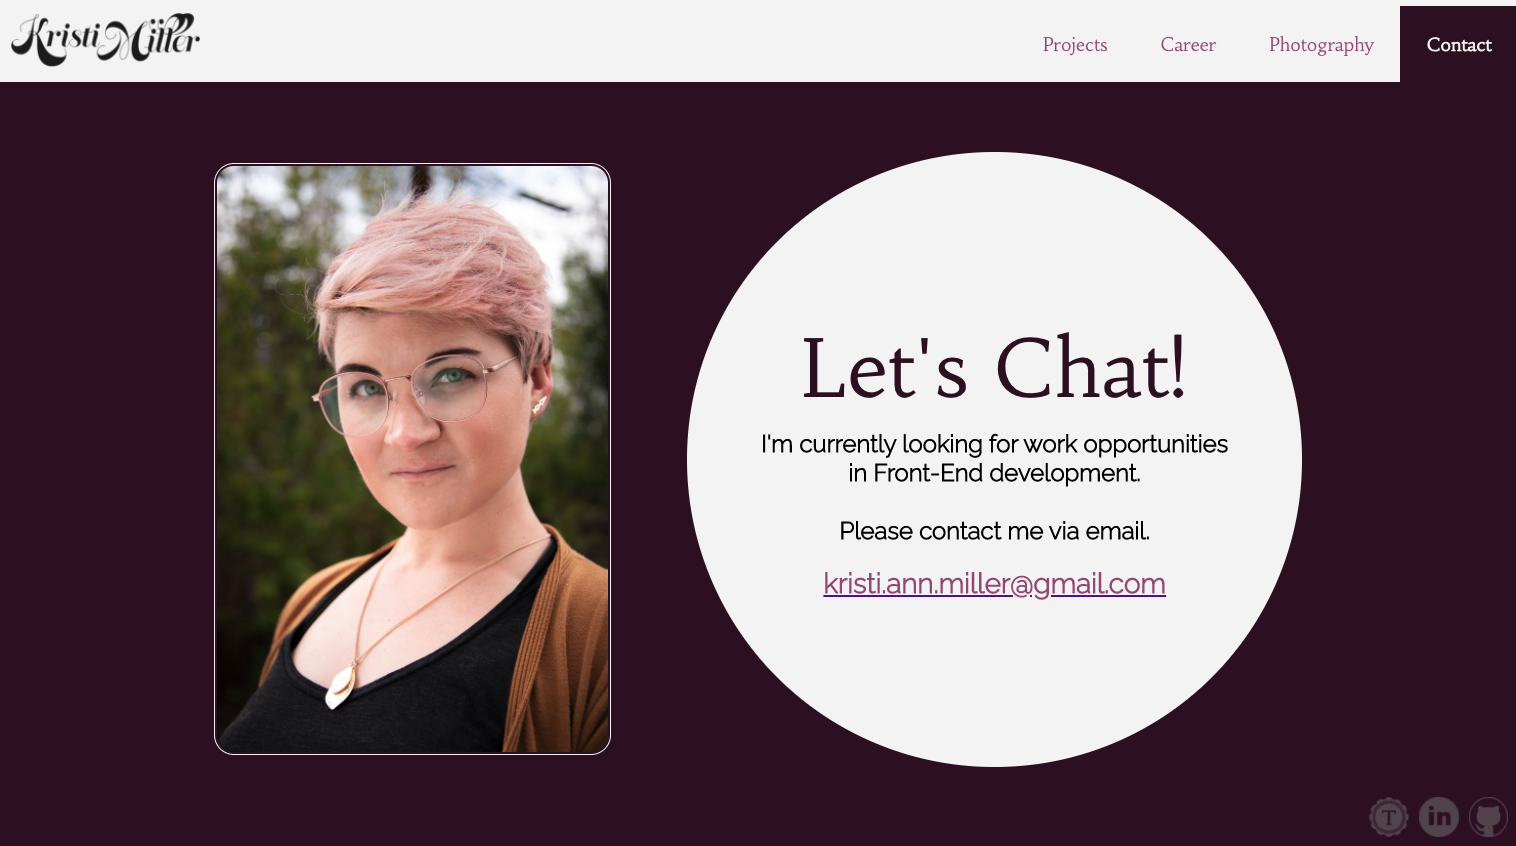 Kristi Miller
Projects Career Photography Contact
Let's Chat!
I'm currently looking for work opportunities
in Front-End development.
Please contact me via email.
kristi.ann.miller@gmail.com
T in